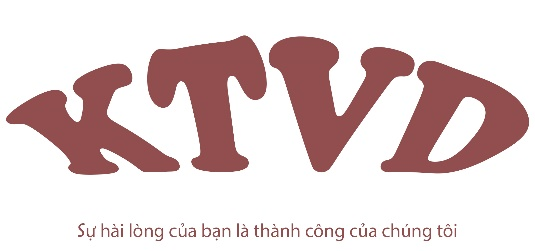 KTVD
Sự hài lòng của bạn là thành công của chúng tôi